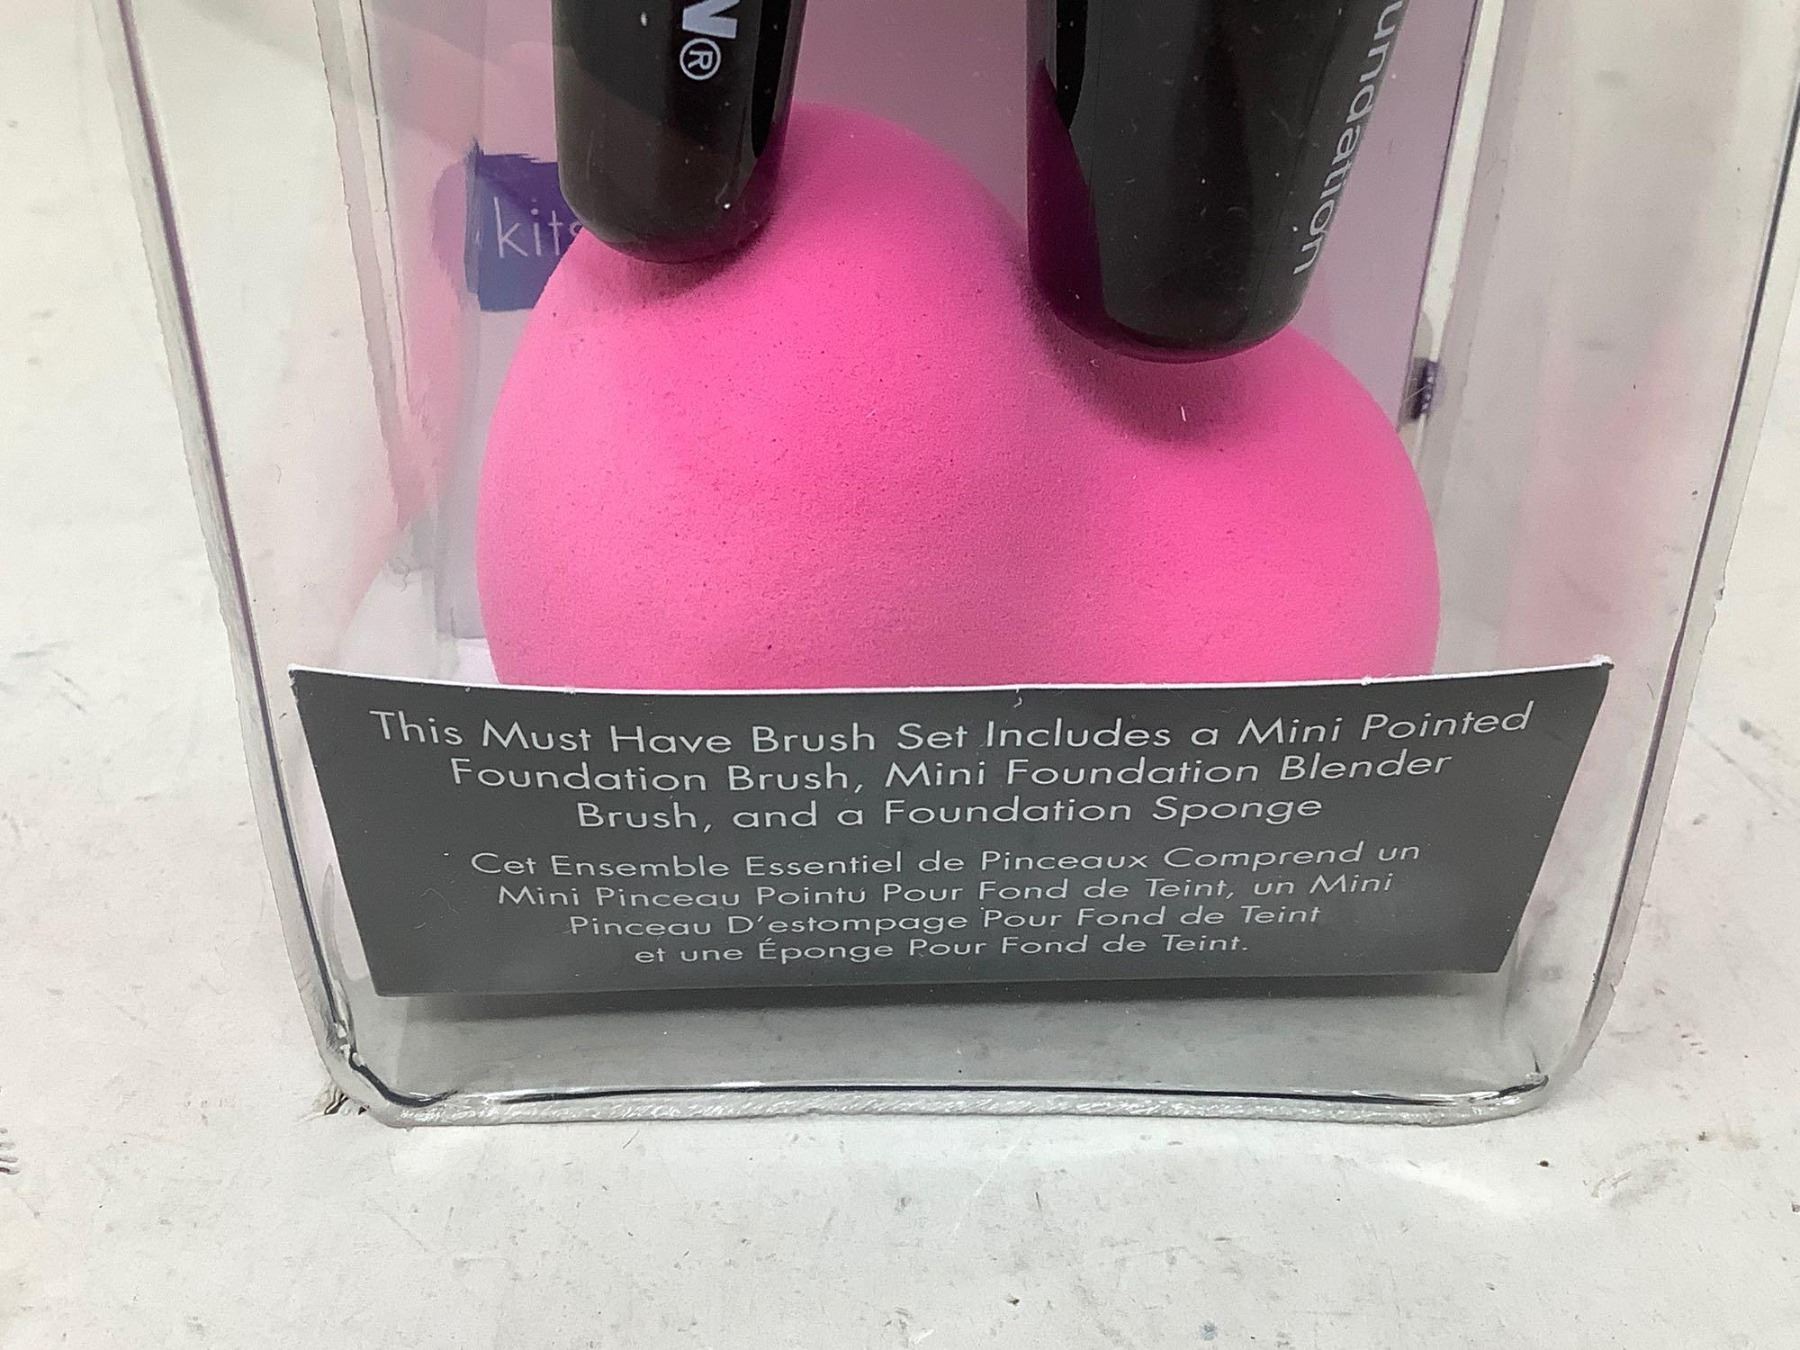 N®
undation
kits
This Must Have Brush Set Includes a Mini Pointed
Foundation Brush, Mini Foundation Blender
Brush, and a Foundation Sponge
Cet Ensemble Essentiel de Pinceaux Comprend un
Mini Pinceau Pointu Pour Fond de Teint, un Mini
Pinceau D'estompage Pour Fond de Teint
et une Éponge Pour Fond de Teint.